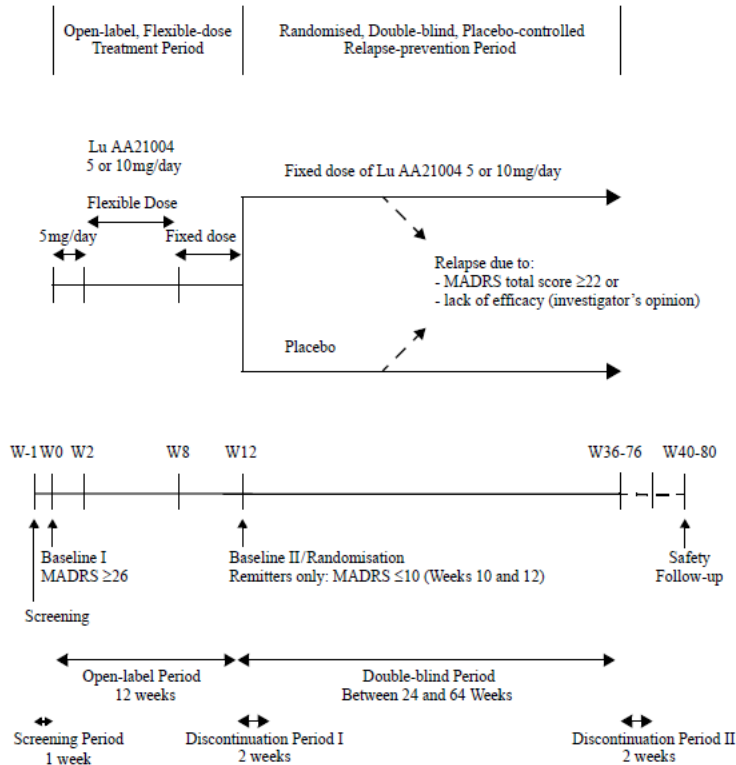 Open-label, Flexible-dose
Treatment Period
Randomised, Double-blind, Placebo-controlled
Relapse-prevention Period
Lu AA21004
5 or 10mg/day
Flexible Dose
5mg/day
Fixed dose
Fixed dose of Lu AA21004 5 or 10mg/day
Relapse due to:
- MADRS total score ≥22 or
- lack of efficacy (investigator's opinion)
Placebo
W-1 W0 W2 W8 W12 W36-76 W40-80
Baseline I
MADRS ≥26
Screening
Baseline II/Randomisation
Remitters only: MADRS ≤10 (Weeks 10 and 12)
Safety
Follow-up
Open-label Period
12 weeks
Double-blind Period
Between 24 and 64 Weeks
Screening Period
1 week
Discontinuation Period I
2 weeks
Discontinuation Period II
2 weeks